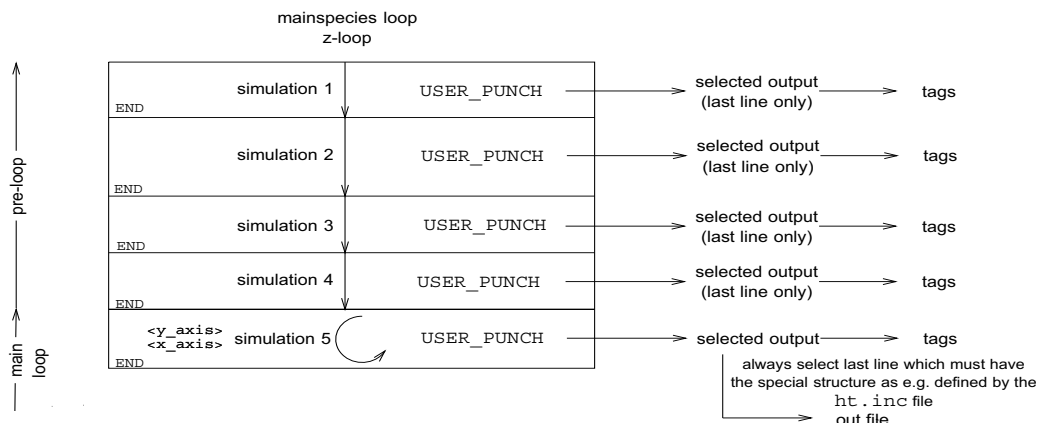 mainspecies loop
z-loop
pre-loop
simulation 1
USER_PUNCH
selected output
(last line only)
tags
END
simulation 2
USER_PUNCH
selected output
(last line only)
tags
END
simulation 3
USER_PUNCH
selected output
(last line only)
tags
END
simulation 4
USER_PUNCH
selected output
(last line only)
tags
END
main
loop
<y_axis>
<x_axis>
simulation 5
USER_PUNCH
selected output
tags
END
always select last line which must have
the special structure as e.g. defined by the
ht.inc file
out file